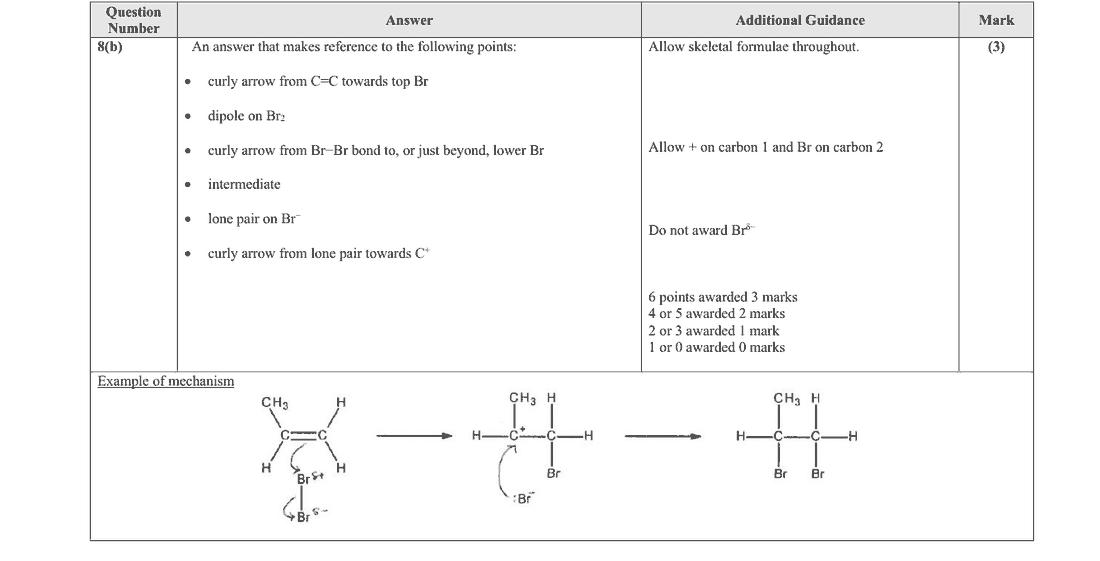 Question Number
Answer
Additional Guidance
Mark
8(b)
An answer that makes reference to the following points:
Allow skeletal formulae throughout.
(3)
• curly arrow from C=C towards top Br
• dipole on Br₂
• curly arrow from Br–Br bond to, or just beyond, lower Br
Allow + on carbon 1 and Br on carbon 2
• intermediate
• lone pair on Br⁻
Do not award Brᵟ⁻
• curly arrow from lone pair towards C⁺
6 points awarded 3 marks
4 or 5 awarded 2 marks
2 or 3 awarded 1 mark
1 or 0 awarded 0 marks
Example of mechanism
CH₃ H
C C
H H
Br δ+
Br δ-
CH₃ H
H C⁺ C H
Br
:Br⁻
CH₃ H
H C C H
Br Br